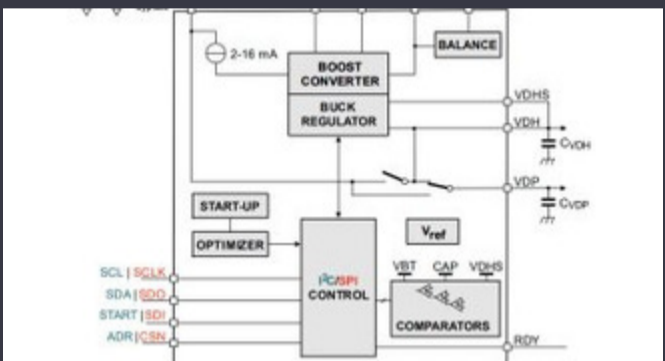 2-16 mA
BALANCE
BOOST
CONVERTER
BUCK
REGULATOR
VDHS
VDH
CVDH
VDP
CVDP
START-UP
OPTIMIZER
Vref
VBT CAP VDHS
I²C/SPI
CONTROL
COMPARATORS
SCL | SCLK
SDA | SDO
START | SDI
ADR | CSN
RDY